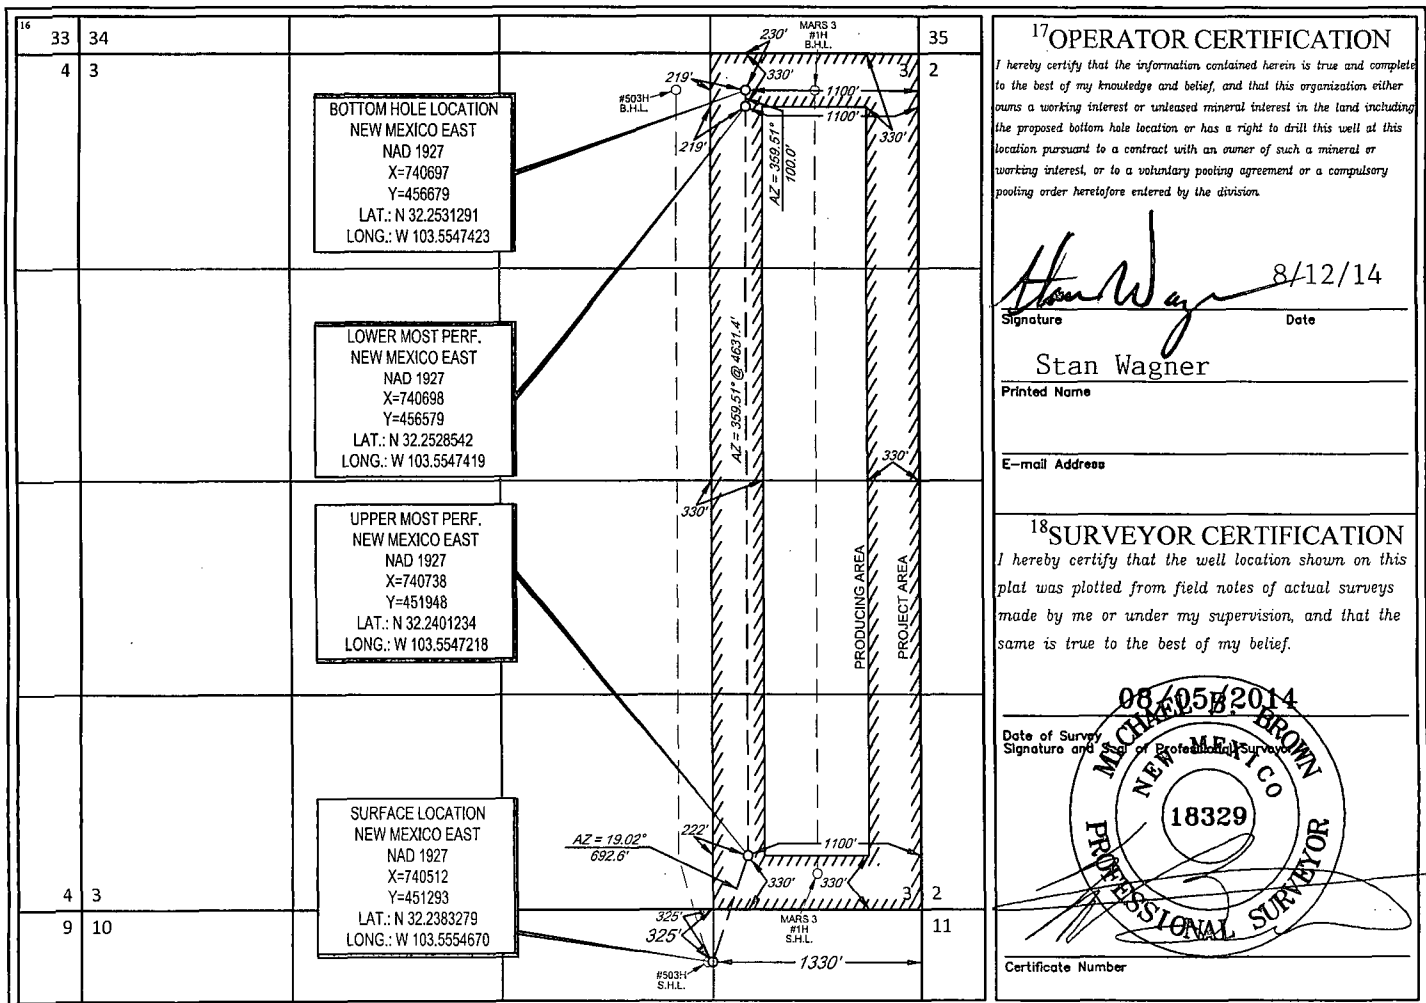 16
33 34
35
4 3
3 2
MARS 3
#1H
B.H.L.
230'
330'
219'
#503H
B.H.L.
1100'
1100'
330'
219'
AZ = 359.51°
100.0'
BOTTOM HOLE LOCATION
NEW MEXICO EAST
NAD 1927
X=740697
Y=456679
LAT.: N 32.2531291
LONG.: W 103.5547423
LOWER MOST PERF.
NEW MEXICO EAST
NAD 1927
X=740698
Y=456579
LAT.: N 32.2528542
LONG.: W 103.5547419
AZ = 359.51° @ 4631.4'
330'
330'
UPPER MOST PERF.
NEW MEXICO EAST
NAD 1927
X=740738
Y=451948
LAT.: N 32.2401234
LONG.: W 103.5547218
PRODUCING AREA
PROJECT AREA
SURFACE LOCATION
NEW MEXICO EAST
NAD 1927
X=740512
Y=451293
LAT.: N 32.2383279
LONG.: W 103.5554670
AZ = 19.02°
692.6'
222'
1100'
330'
330'
4 3
3 2
9 10
11
325'
325'
MARS 3
#1H
S.H.L.
#503H
S.H.L.
1330'
17 OPERATOR CERTIFICATION
I hereby certify that the information contained herein is true and complete
to the best of my knowledge and belief, and that this organization either
owns a working interest or unleased mineral interest in the land including
the proposed bottom hole location or has a right to drill this well at this
location pursuant to a contract with an owner of such a mineral or
working interest, or to a voluntary pooling agreement or a compulsory
pooling order heretofore entered by the division.
Stan Wagner 8/12/14
Signature Date
Stan Wagner
Printed Name
E-mail Address
18 SURVEYOR CERTIFICATION
I hereby certify that the well location shown on this
plat was plotted from field notes of actual surveys
made by me or under my supervision, and that the
same is true to the best of my belief.
08/05/2014
Date of Survey
Signature and Seal of Professional Surveyor
MICHAEL B. BROWN
NEW MEXICO
18329
PROFESSIONAL SURVEYOR
Certificate Number